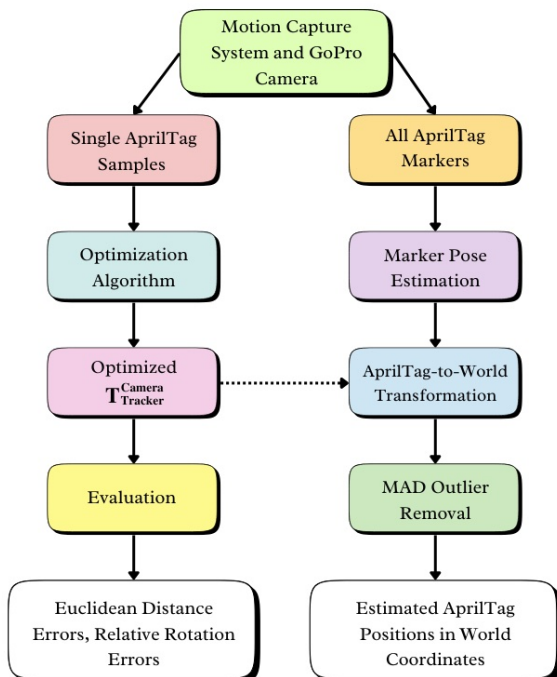 Motion Capture
System and GoPro
Camera
Single AprilTag
Samples
All AprilTag
Markers
Optimization
Algorithm
Marker Pose
Estimation
Optimized
T Camera Tracker
AprilTag-to-World
Transformation
Evaluation
MAD Outlier
Removal
Euclidean Distance
Errors, Relative Rotation
Errors
Estimated AprilTag
Positions in World
Coordinates